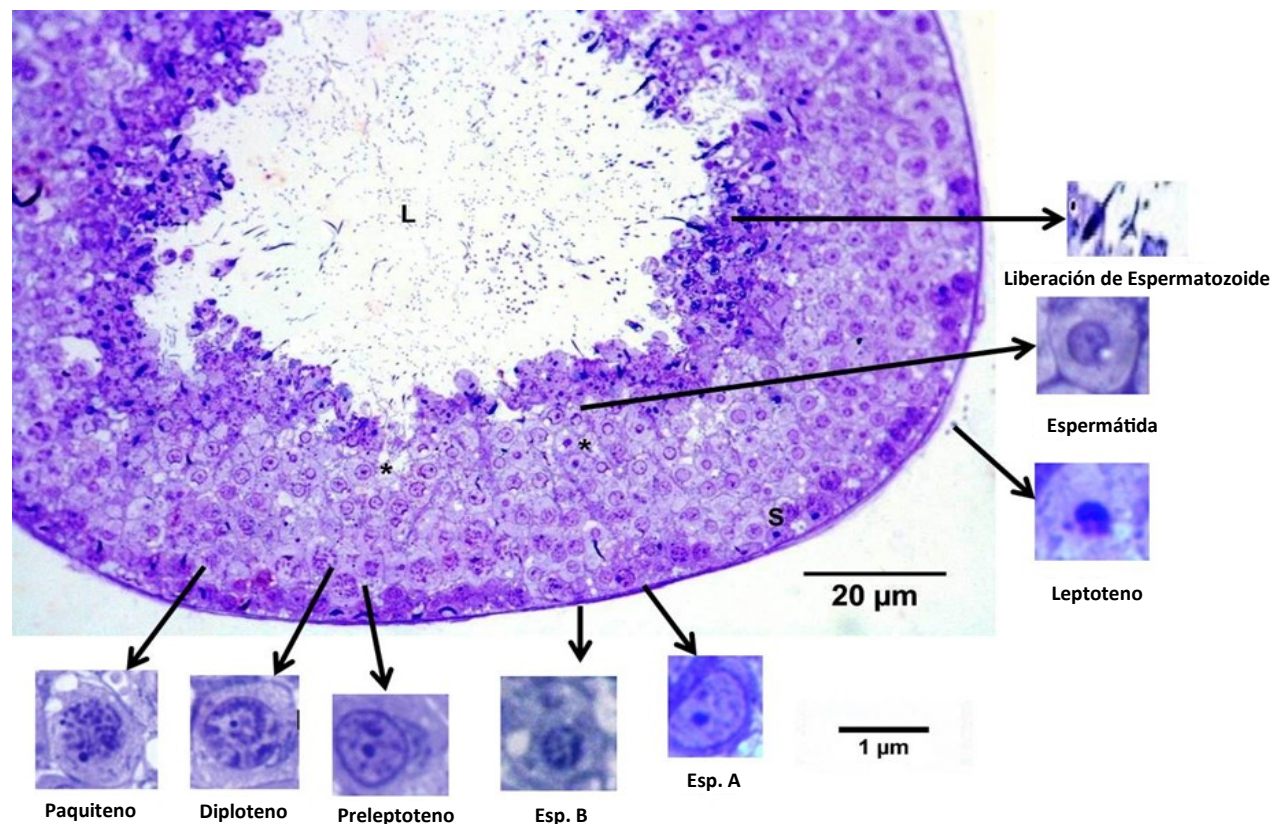 L
Liberación de Espermatozoide
*
*
Espermátida
S
20 µm
Leptoteno
1 µm
Esp. A
Paquiteno
Diploteno
Preleptoteno
Esp. B